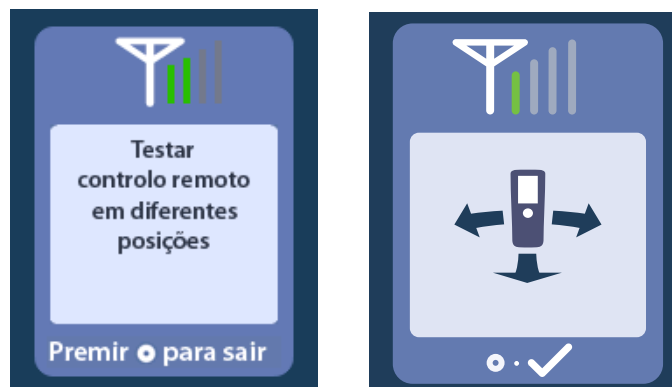 Testar
controlo remoto
em diferentes
posições
Premir para sair